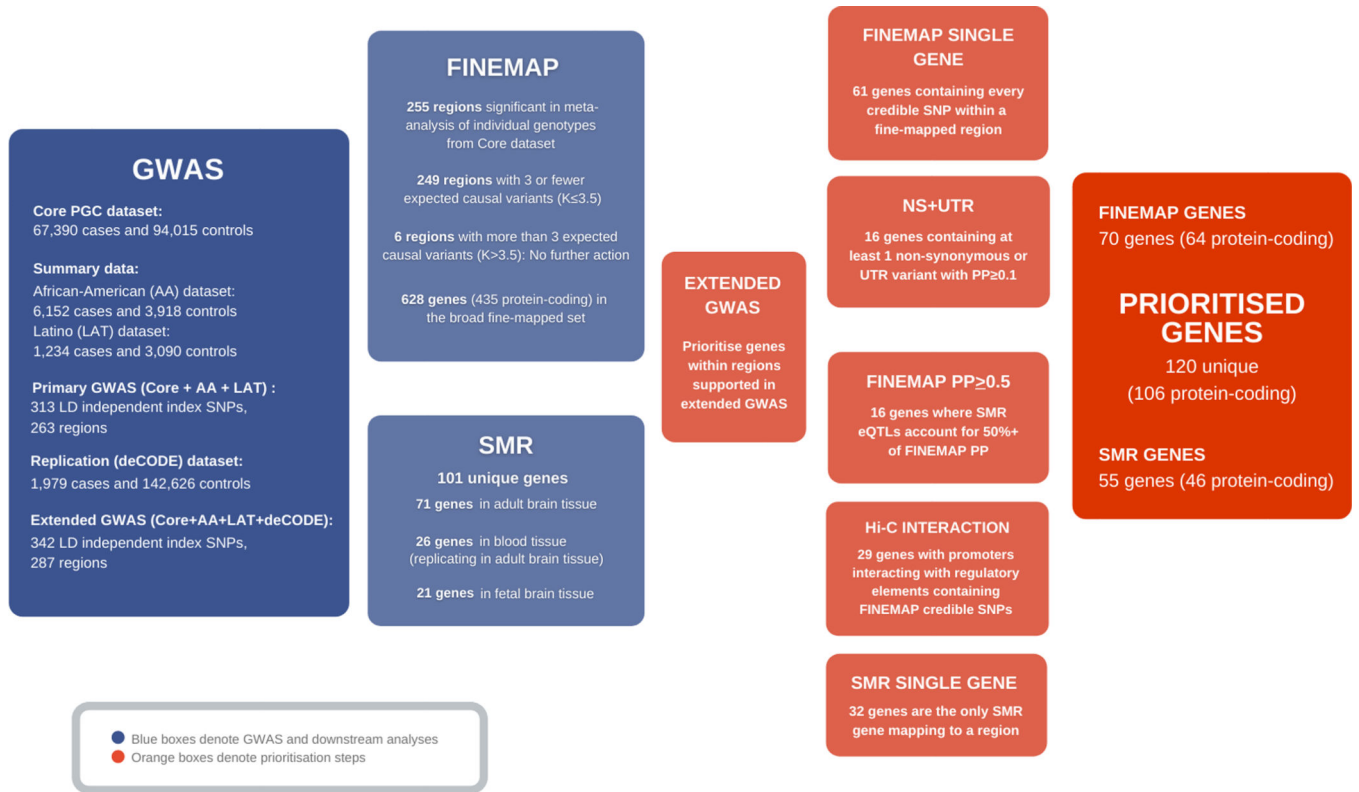 GWAS
Core PGC dataset:
67,390 cases and 94,015 controls
Summary data:
African-American (AA) dataset:
6,152 cases and 3,918 controls
Latino (LAT) dataset:
1,234 cases and 3,090 controls
Primary GWAS (Core + AA + LAT) :
313 LD independent index SNPs,
263 regions
Replication (deCODE) dataset:
1,979 cases and 142,626 controls
Extended GWAS (Core+AA+LAT+deCODE):
342 LD independent index SNPs,
287 regions
FINEMAP
255 regions significant in meta-
analysis of individual genotypes
from Core dataset
249 regions with 3 or fewer
expected causal variants (K≤3.5)
6 regions with more than 3 expected
causal variants (K>3.5): No further action
628 genes (435 protein-coding) in
the broad fine-mapped set
SMR
101 unique genes
71 genes in adult brain tissue
26 genes in blood tissue
(replicating in adult brain tissue)
21 genes in fetal brain tissue
EXTENDED
GWAS
Prioritise genes
within regions
supported in
extended GWAS
FINEMAP SINGLE
GENE
61 genes containing every
credible SNP within a
fine-mapped region
NS+UTR
16 genes containing at
least 1 non-synonymous or
UTR variant with PP≥0.1
FINEMAP PP≥0.5
16 genes where SMR
eQTLs account for 50%+
of FINEMAP PP
Hi-C INTERACTION
29 genes with promoters
interacting with regulatory
elements containing
FINEMAP credible SNPs
SMR SINGLE GENE
32 genes are the only SMR
gene mapping to a region
FINEMAP GENES
70 genes (64 protein-coding)
PRIORITISED
GENES
120 unique
(106 protein-coding)
SMR GENES
55 genes (46 protein-coding)
Blue boxes denote GWAS and downstream analyses
Orange boxes denote prioritisation steps